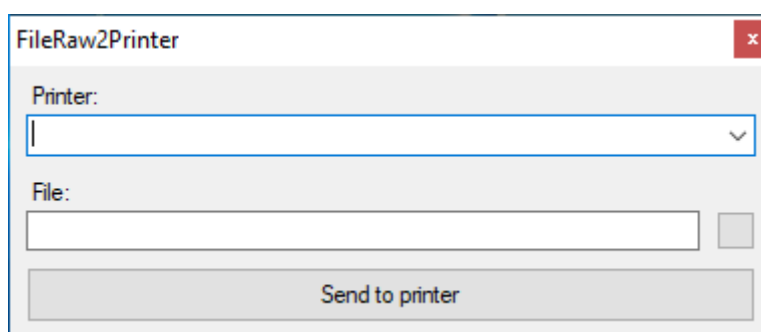 FileRaw2Printer
x
Printer:
File:
Send to printer